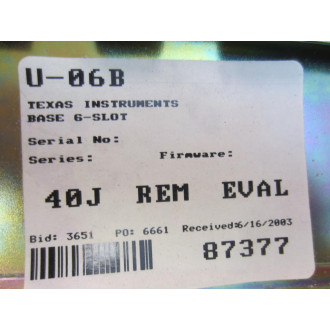 U-06B
TEXAS INSTRUMENTS
BASE 6-SLOT
Serial No:
Series: Firmware:
40J REM EVAL
Bid: 365i PO: 6661 Received:6/16/2003
87377